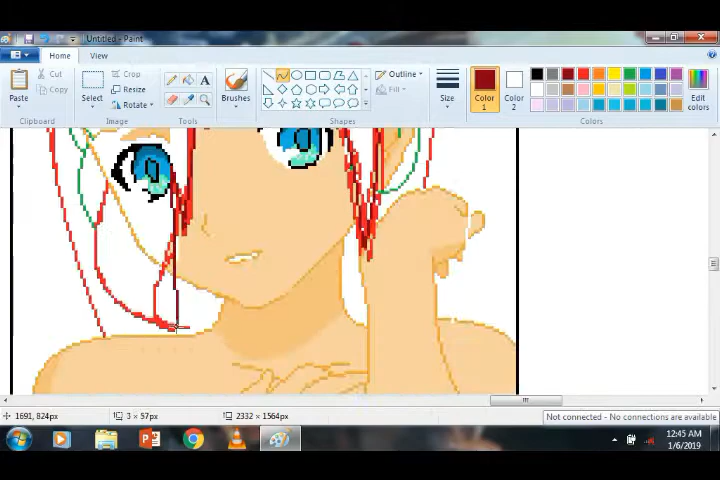 Untitled - Paint
Home View
Paste
Cut
Copy
Clipboard
Select
Crop
Resize
Rotate
Image
A
Tools
Brushes
Outline
Fill
Shapes
Size
Color
1
Color
2
Edit
colors
Colors
1691, 824px
3 × 57px
2332 × 1564px
Not connected - No connections are available
12:45 AM
1/6/2019